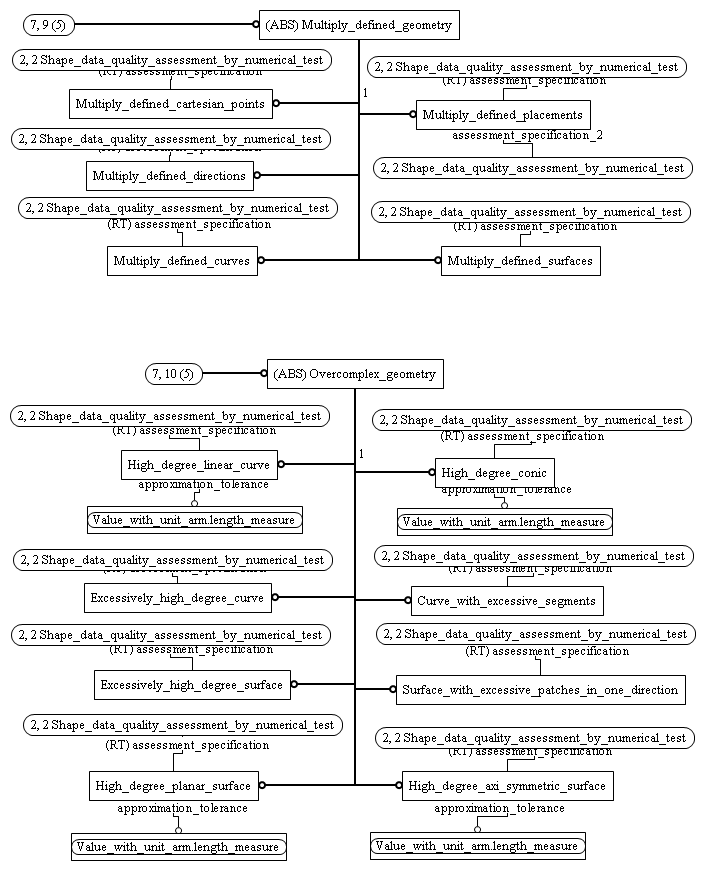 7, 9 (5)
(ABS) Multiply_defined_geometry
2, 2 Shape_data_quality_assessment_by_numerical_test
(RT) assessment_specification
Multiply_defined_cartesian_points
2, 2 Shape_data_quality_assessment_by_numerical_test
(RT) assessment_specification
1
Multiply_defined_placements
assessment_specification_2
2, 2 Shape_data_quality_assessment_by_numerical_test
2, 2 Shape_data_quality_assessment_by_numerical_test
Multiply_defined_directions
2, 2 Shape_data_quality_assessment_by_numerical_test
(RT) assessment_specification
Multiply_defined_curves
2, 2 Shape_data_quality_assessment_by_numerical_test
(RT) assessment_specification
Multiply_defined_surfaces
7, 10 (5)
(ABS) Overcomplex_geometry
2, 2 Shape_data_quality_assessment_by_numerical_test
(RT) assessment_specification
High_degree_linear_curve
approximation_tolerance
Value_with_unit_arm.length_measure
2, 2 Shape_data_quality_assessment_by_numerical_test
(RT) assessment_specification
1
High_degree_conic
approximation_tolerance
Value_with_unit_arm.length_measure
2, 2 Shape_data_quality_assessment_by_numerical_test
Excessively_high_degree_curve
2, 2 Shape_data_quality_assessment_by_numerical_test
(RT) assessment_specification
Curve_with_excessive_segments
2, 2 Shape_data_quality_assessment_by_numerical_test
(RT) assessment_specification
Excessively_high_degree_surface
2, 2 Shape_data_quality_assessment_by_numerical_test
(RT) assessment_specification
Surface_with_excessive_patches_in_one_direction
2, 2 Shape_data_quality_assessment_by_numerical_test
(RT) assessment_specification
High_degree_planar_surface
approximation_tolerance
Value_with_unit_arm.length_measure
2, 2 Shape_data_quality_assessment_by_numerical_test
(RT) assessment_specification
High_degree_axi_symmetric_surface
approximation_tolerance
Value_with_unit_arm.length_measure